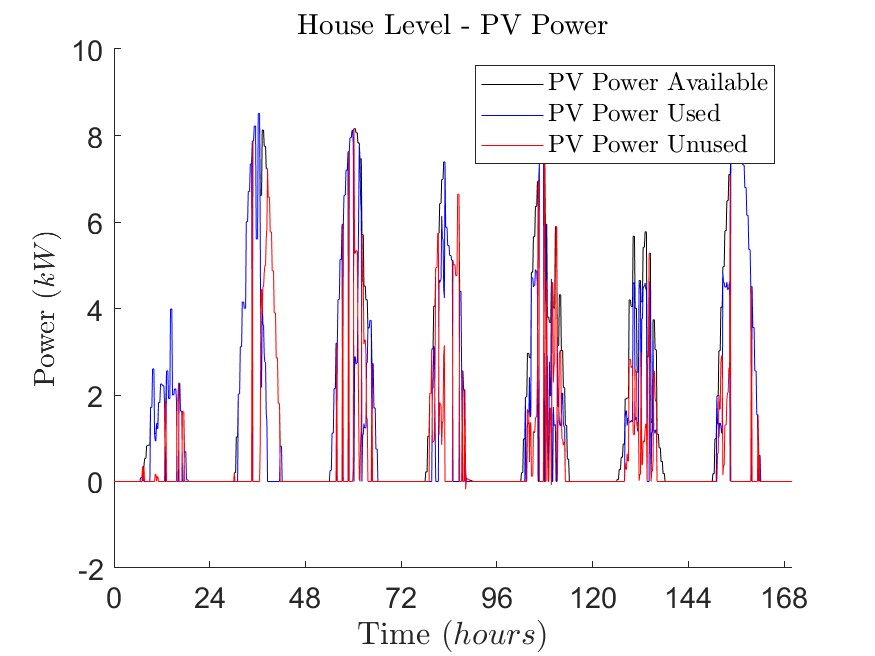 House Level - PV Power
PV Power Available
PV Power Used
PV Power Unused
10
8
6
4
2
0
-2
Power (kW)
0 24 48 72 96 120 144 168
Time (hours)